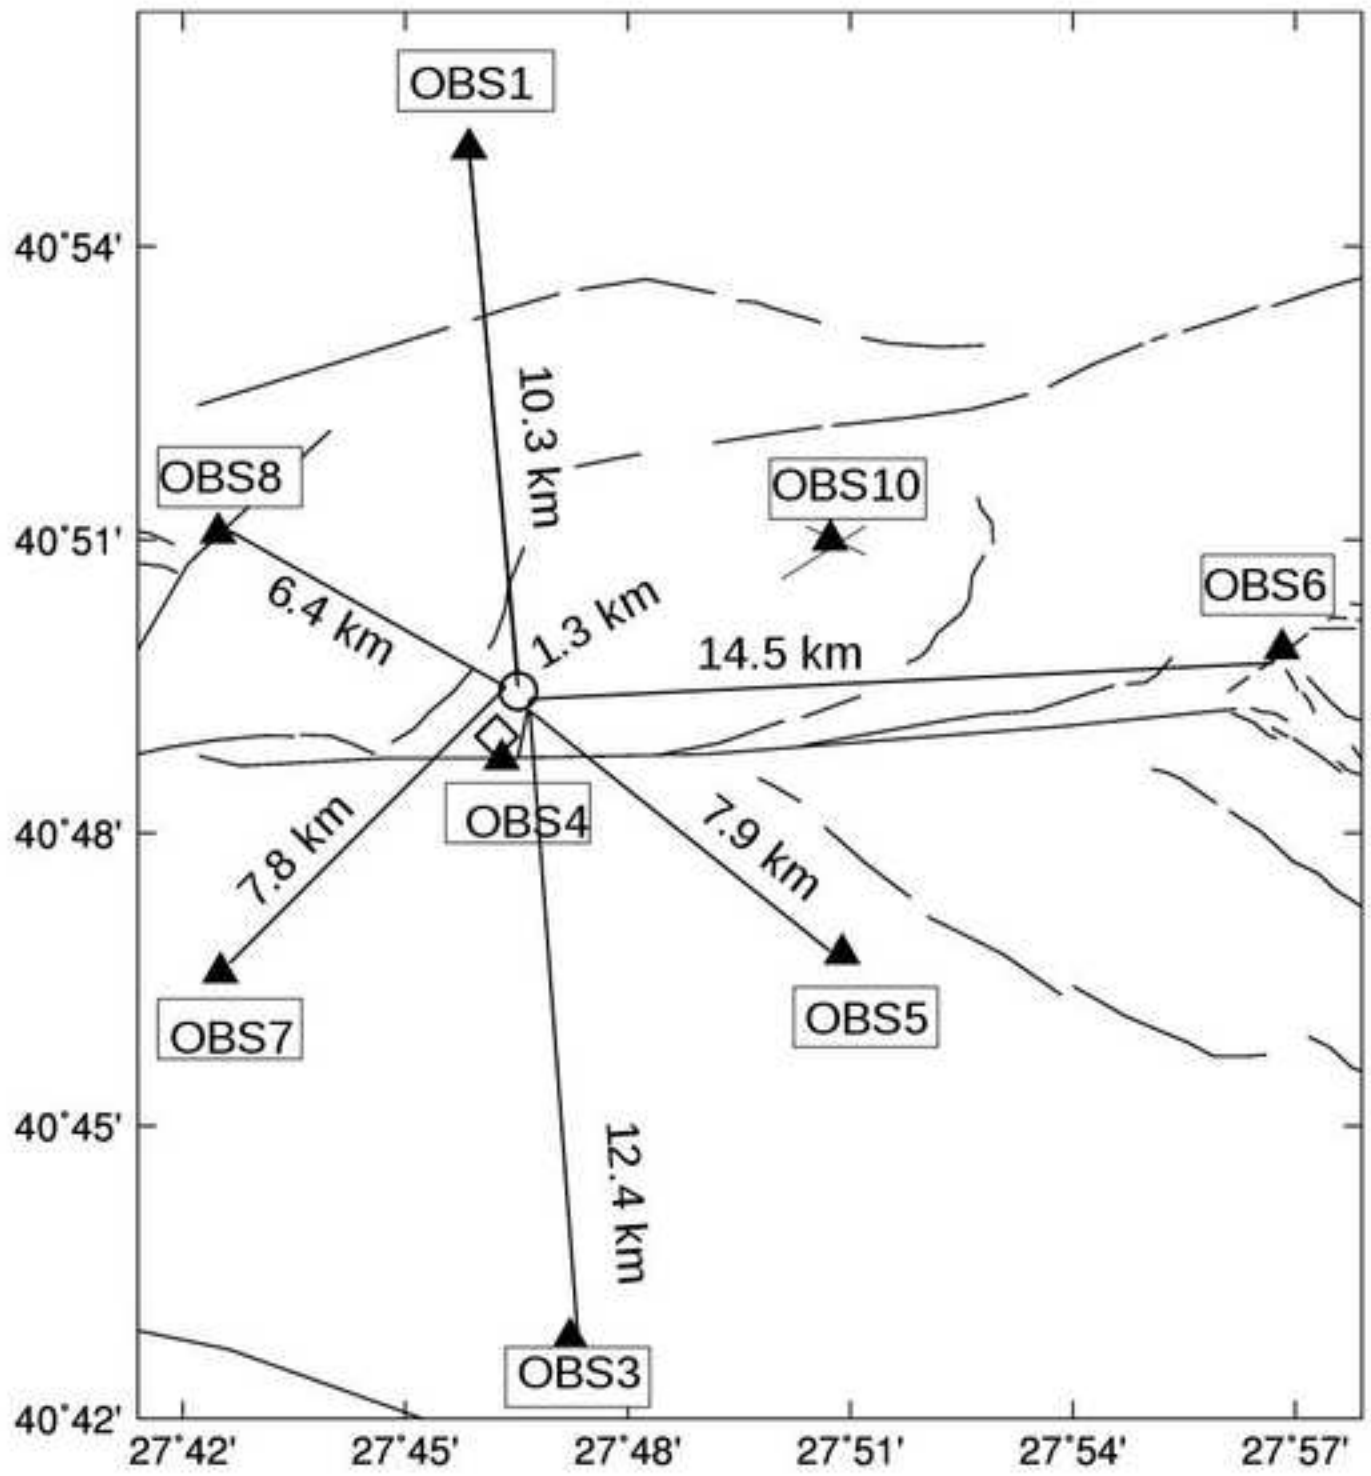 OBS1
40°54'
10.3 km
OBS8
OBS10
40°51'
OBS6
6.4 km
1.3 km
14.5 km
OBS4
40°48'
7.8 km
7.9 km
OBS7
OBS5
40°45'
12.4 km
OBS3
40°42'
27°42'
27°45'
27°48'
27°51'
27°54'
27°57'